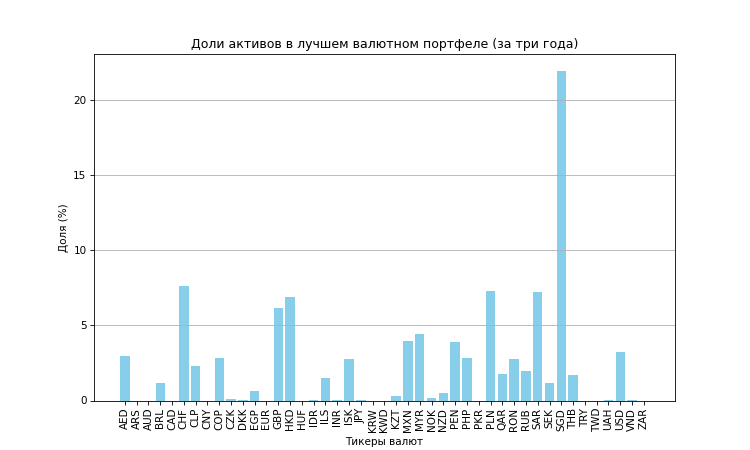 Доли активов в лучшем валютном портфеле (за три года)
Доля (%)
20
15
10
5
0
AED ARS AUD BRL CAD CHF CLP CNY COP CZK DKK EGP EUR GBP HKD HUF IDR ILS INR ISK JPY KRW KWD KZT MXN MYR NOK NZD PEN PHP PKR PLN QAR RON RUB SAR SEK SGD THB TRY TWD UAH USD VND ZAR
Тикеры валют